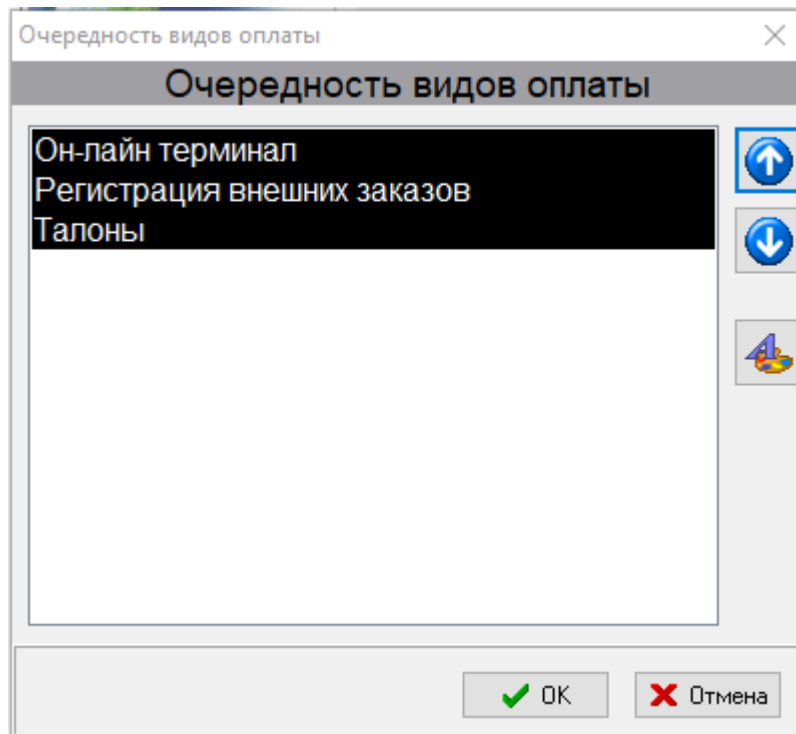 Очередность видов оплаты
Очередность видов оплаты
Он-лайн терминал
Регистрация внешних заказов
Талоны
OK
Отмена